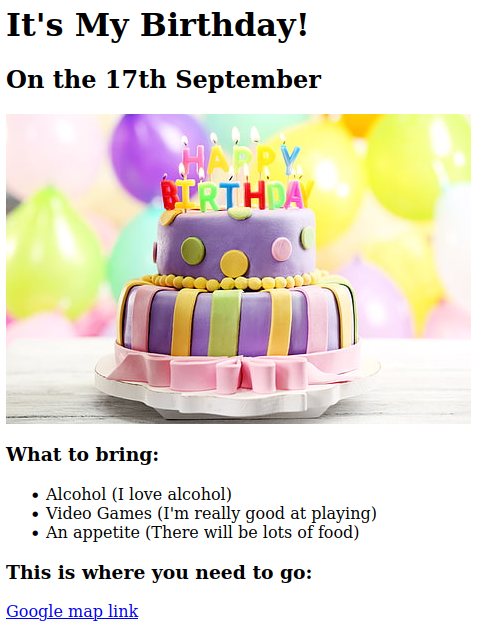 It's My Birthday!
On the 17th September
HAPPY
BIRTHDAY
What to bring:
Alcohol (I love alcohol)
Video Games (I'm really good at playing)
An appetite (There will be lots of food)
This is where you need to go:
Google map link